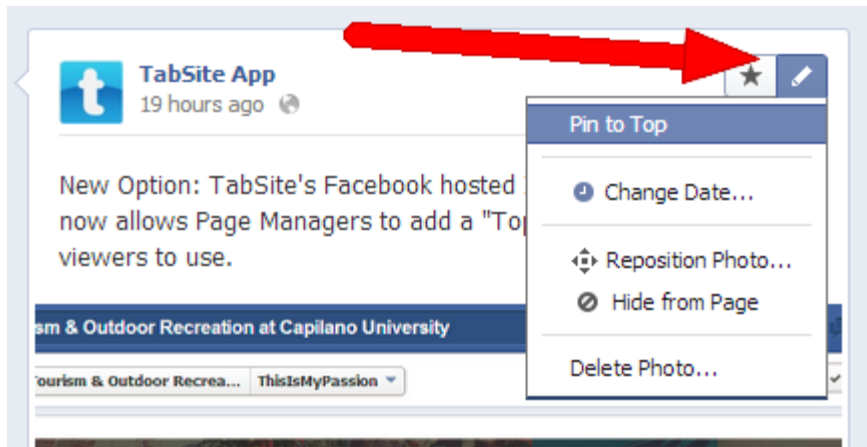 TabSite App
19 hours ago
Pin to Top
New Option: TabSite's Facebook hosted
Change Date...
now allows Page Managers to add a "To
viewers to use.
Reposition Photo...
Hide from Page
sm & Outdoor Recreation at Capilano University
Delete Photo...
ourism & Outdoor Recrea... ThisIsMyPassion